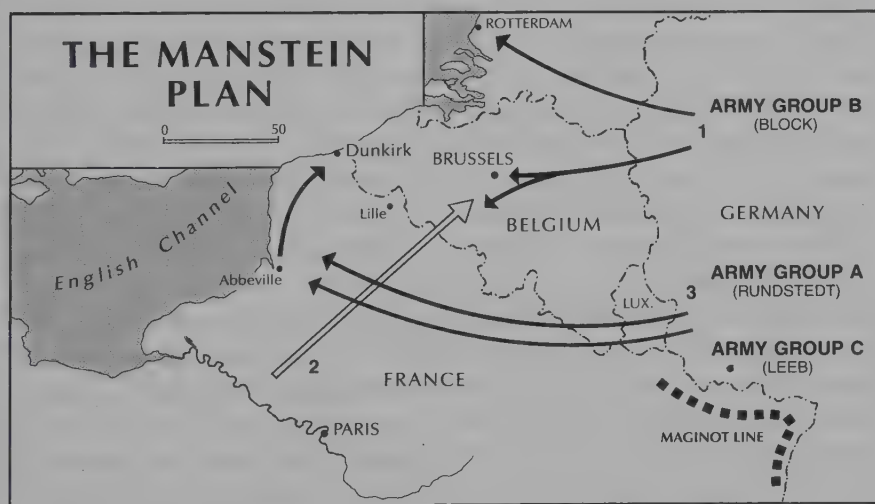 THE MANSTEIN
PLAN
0 50
ROTTERDAM
ARMY GROUP B
(BLOCK)
1
Dunkirk
BRUSSELS
Lille
BELGIUM
GERMANY
English Channel
Abbeville
ARMY GROUP A
(RUNDSTEDT)
LUX.
3
ARMY GROUP C
(LEEB)
2
FRANCE
PARIS
MAGINOT LINE